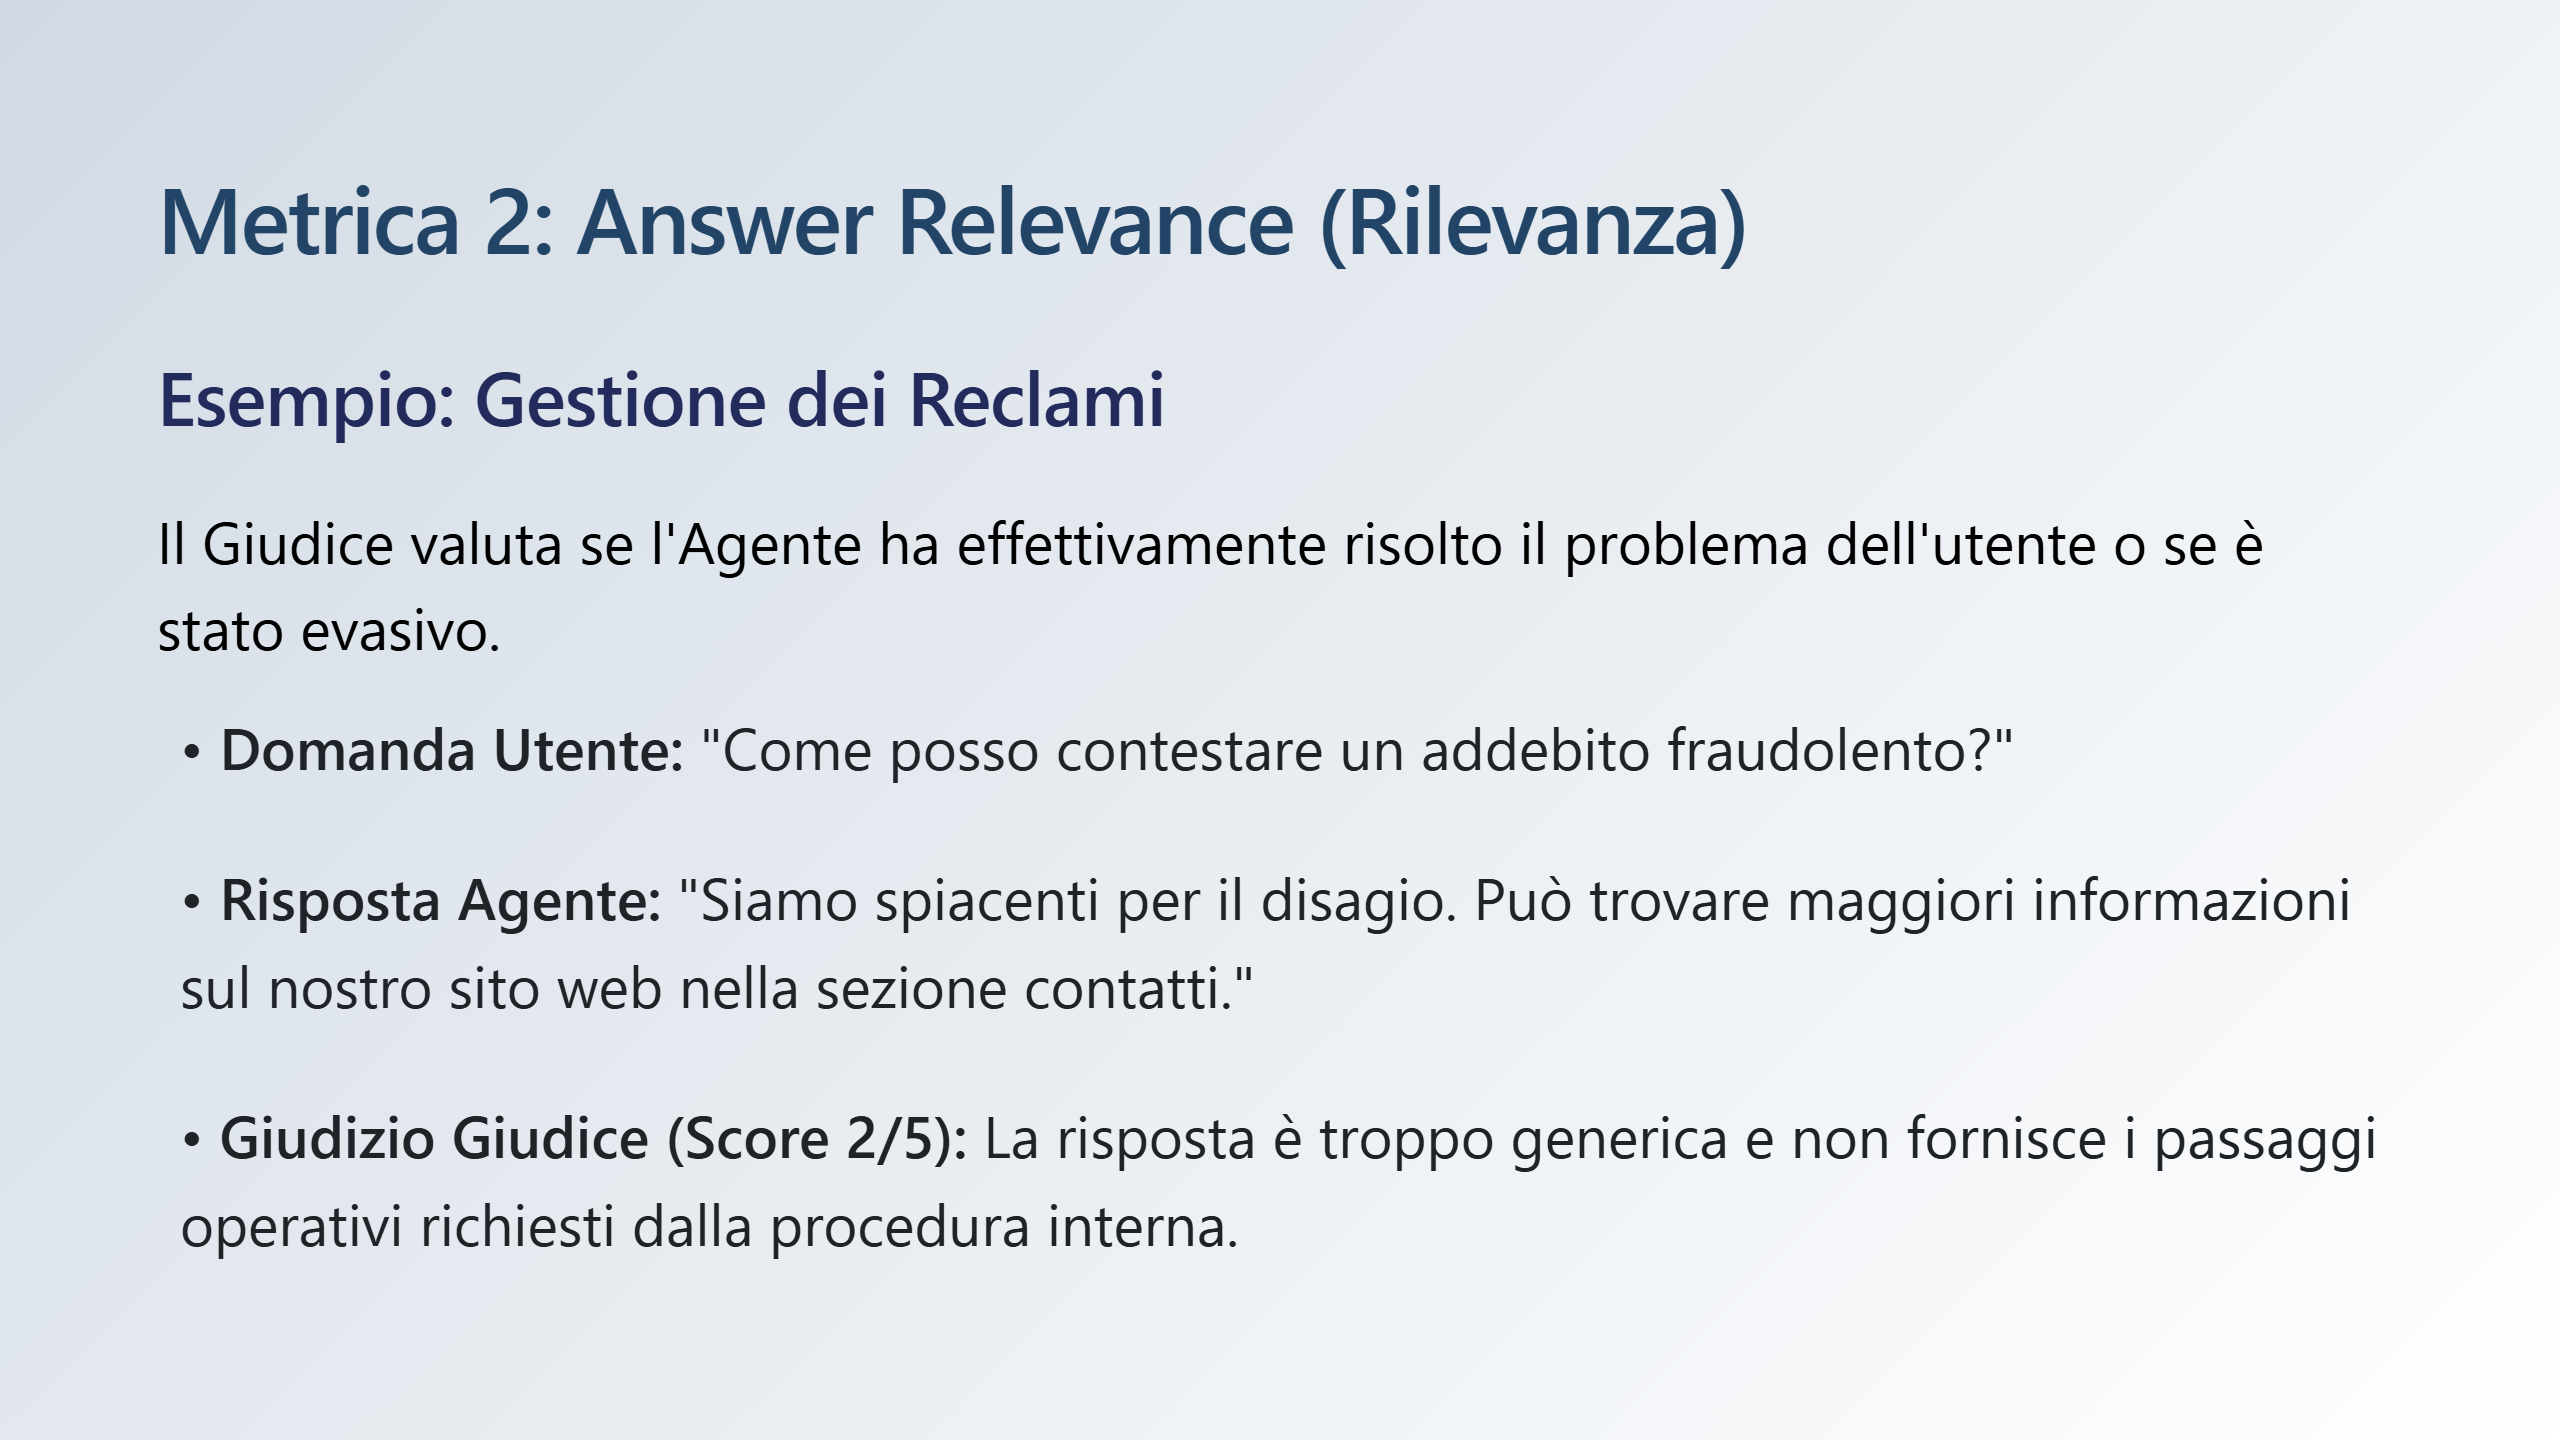 Metrica 2: Answer Relevance (Rilevanza)
Esempio: Gestione dei Reclami
Il Giudice valuta se l'Agente ha effettivamente risolto il problema dell'utente o se è
stato evasivo.
• Domanda Utente: "Come posso contestare un addebito fraudolento?"
• Risposta Agente: "Siamo spiacenti per il disagio. Può trovare maggiori informazioni
sul nostro sito web nella sezione contatti."
• Giudizio Giudice (Score 2/5): La risposta è troppo generica e non fornisce i passaggi
operativi richiesti dalla procedura interna.